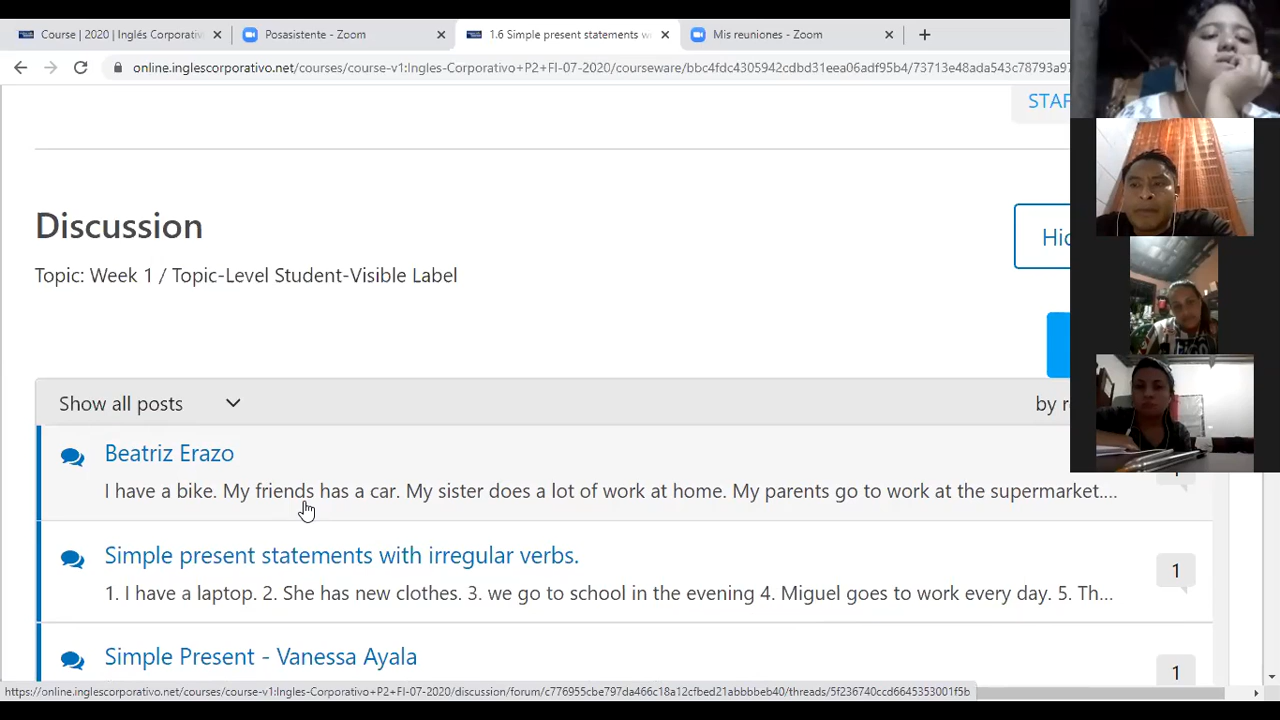 Course | 2020 | Inglés Corporativ
Posasistente - Zoom
1.6 Simple present statements w
Mis reuniones - Zoom
online.inglescorporativo.net/courses/course-v1:Ingles-Corporativo+P2+FI-07-2020/courseware/bbc4fdc4305942cdbd31eea06adf95b4/73713e48ada543c78793a97
STAF
Discussion
Hid
Topic: Week 1 / Topic-Level Student-Visible Label
Show all posts
by r
Beatriz Erazo
I have a bike. My friends has a car. My sister does a lot of work at home. My parents go to work at the supermarket....
Simple present statements with irregular verbs.
1. I have a laptop. 2. She has new clothes. 3. we go to school in the evening 4. Miguel goes to work every day. 5. Th...
1
Simple Present - Vanessa Ayala
1
https://online.inglescorporativo.net/courses/course-v1:Ingles-Corporativo+P2+FI-07-2020/discussion/forum/c776955cbe797da466c18a12cfbed21abbbbeb40/threads/5f236740ccd6645353001f5b